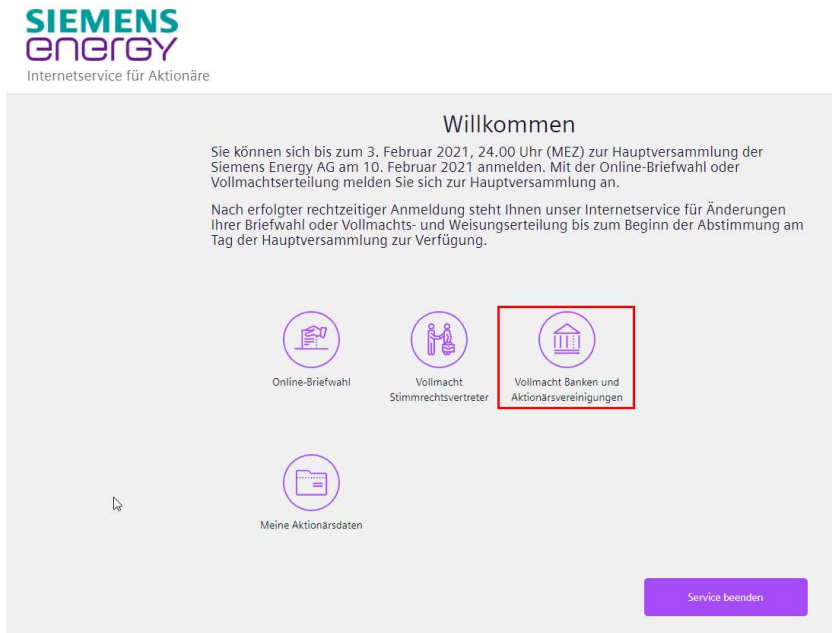 SIEMENS
energy
Internetservice für Aktionäre
Willkommen
Sie können sich bis zum 3. Februar 2021, 24.00 Uhr (MEZ) zur Hauptversammlung der
Siemens Energy AG am 10. Februar 2021 anmelden. Mit der Online-Briefwahl oder
Vollmachtserteilung melden Sie sich zur Hauptversammlung an.
Nach erfolgter rechtzeitiger Anmeldung steht Ihnen unser Internetservice für Änderungen
Ihrer Briefwahl oder Vollmachts- und Weisungserteilung bis zum Beginn der Abstimmung am
Tag der Hauptversammlung zur Verfügung.
Online-Briefwahl
Vollmacht
Stimmrechtsvertreter
Vollmacht Banken und
Aktionärsvereinigungen
Meine Aktionärsdaten
Service beenden